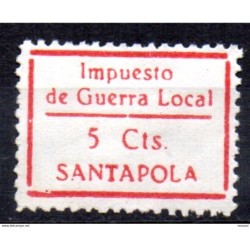 Impuesto
de Guerra Local
5 Cts.
SANTAPOLA